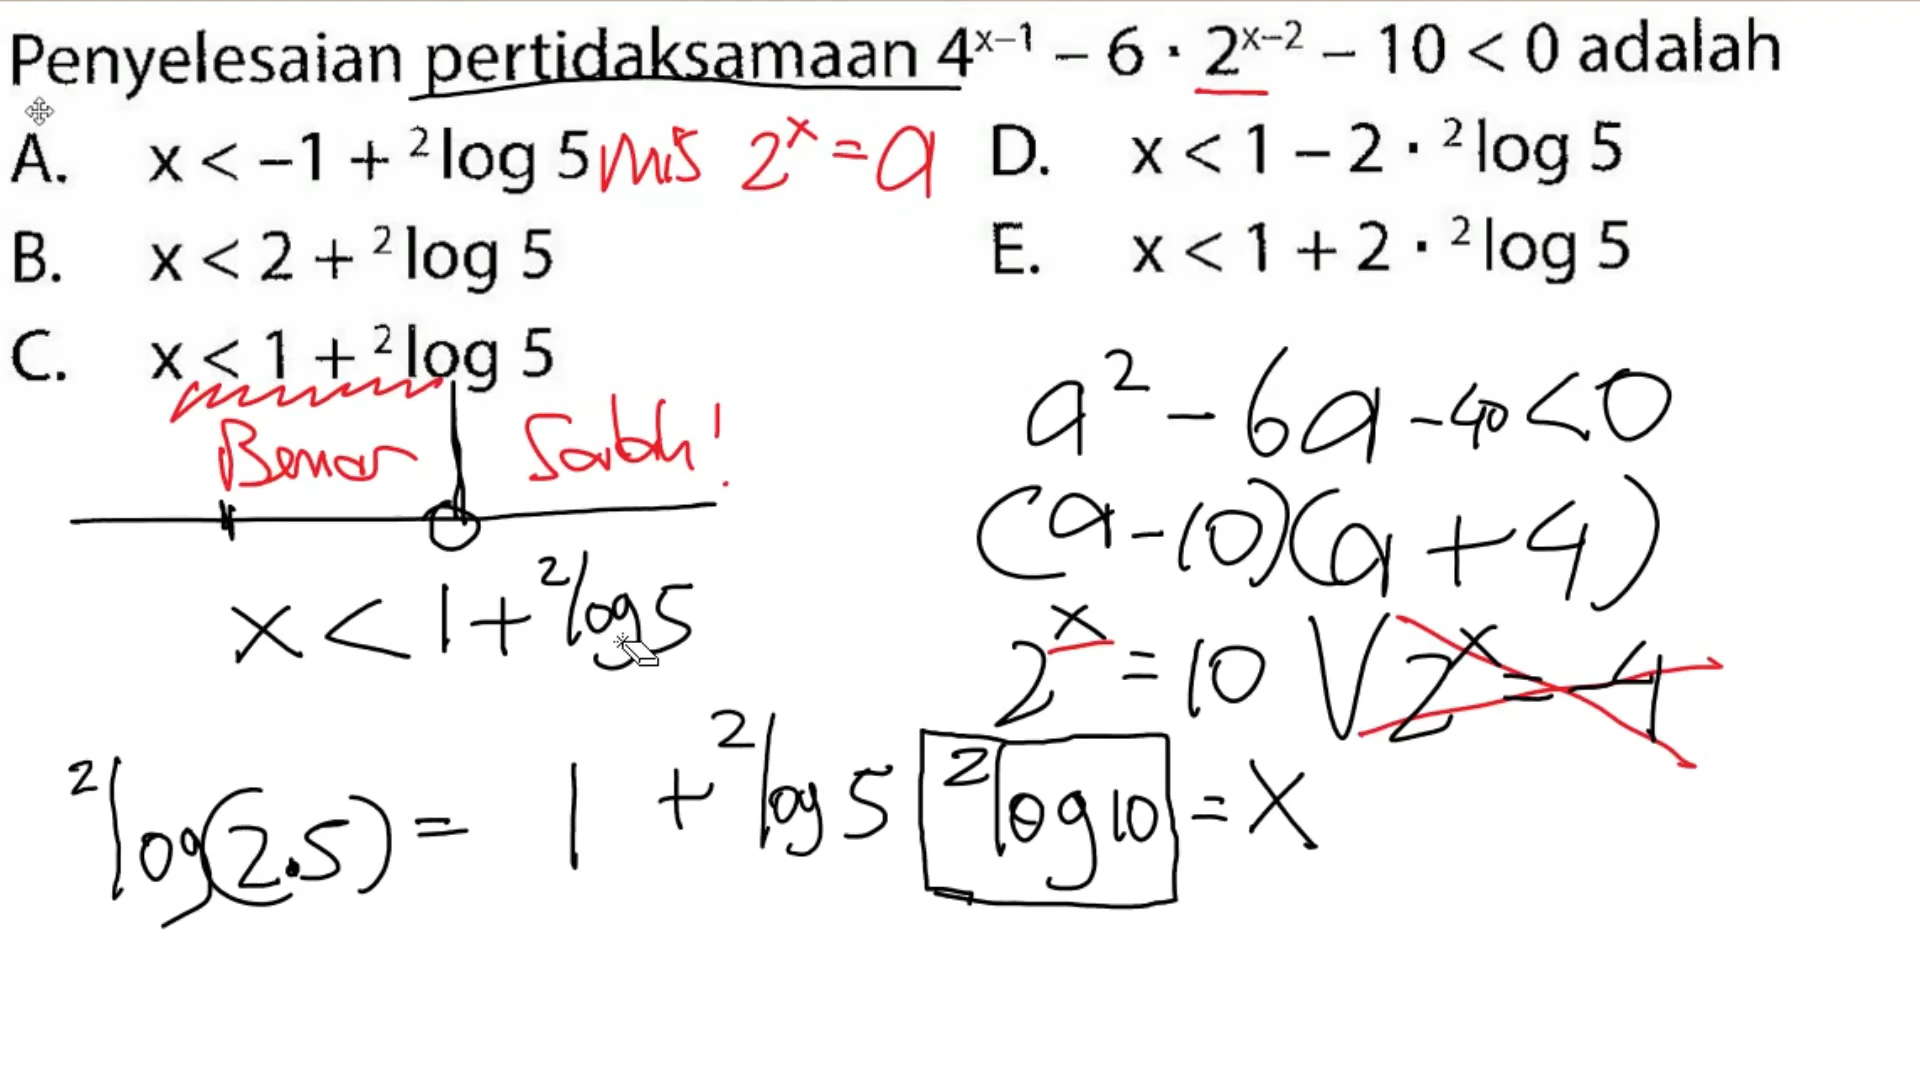 Penyelesaian pertidaksamaan 4^{x–1} – 6 · 2^{x–2} – 10 < 0 adalah
A. x < –1 + ²log 5
mis 2^x = a
D. x < 1 – 2 · ²log 5
B. x < 2 + ²log 5
E. x < 1 + 2 · ²log 5
C. x < 1 + ²log 5
Benar Salah!
x < 1 + ²log 5
a² – 6a – 40 < 0
(a – 10)(a + 4)
2^x = 10 V 2^x = –4
²log(2.5) = 1 + ²log 5
²log 10 = x